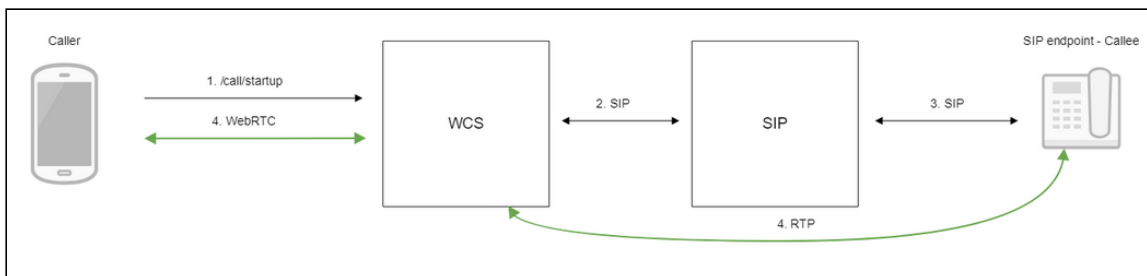 Caller
SIP endpoint - Callee
1. /call/startup
2. SIP
3. SIP
4. WebRTC
WCS
SIP
4. RTP